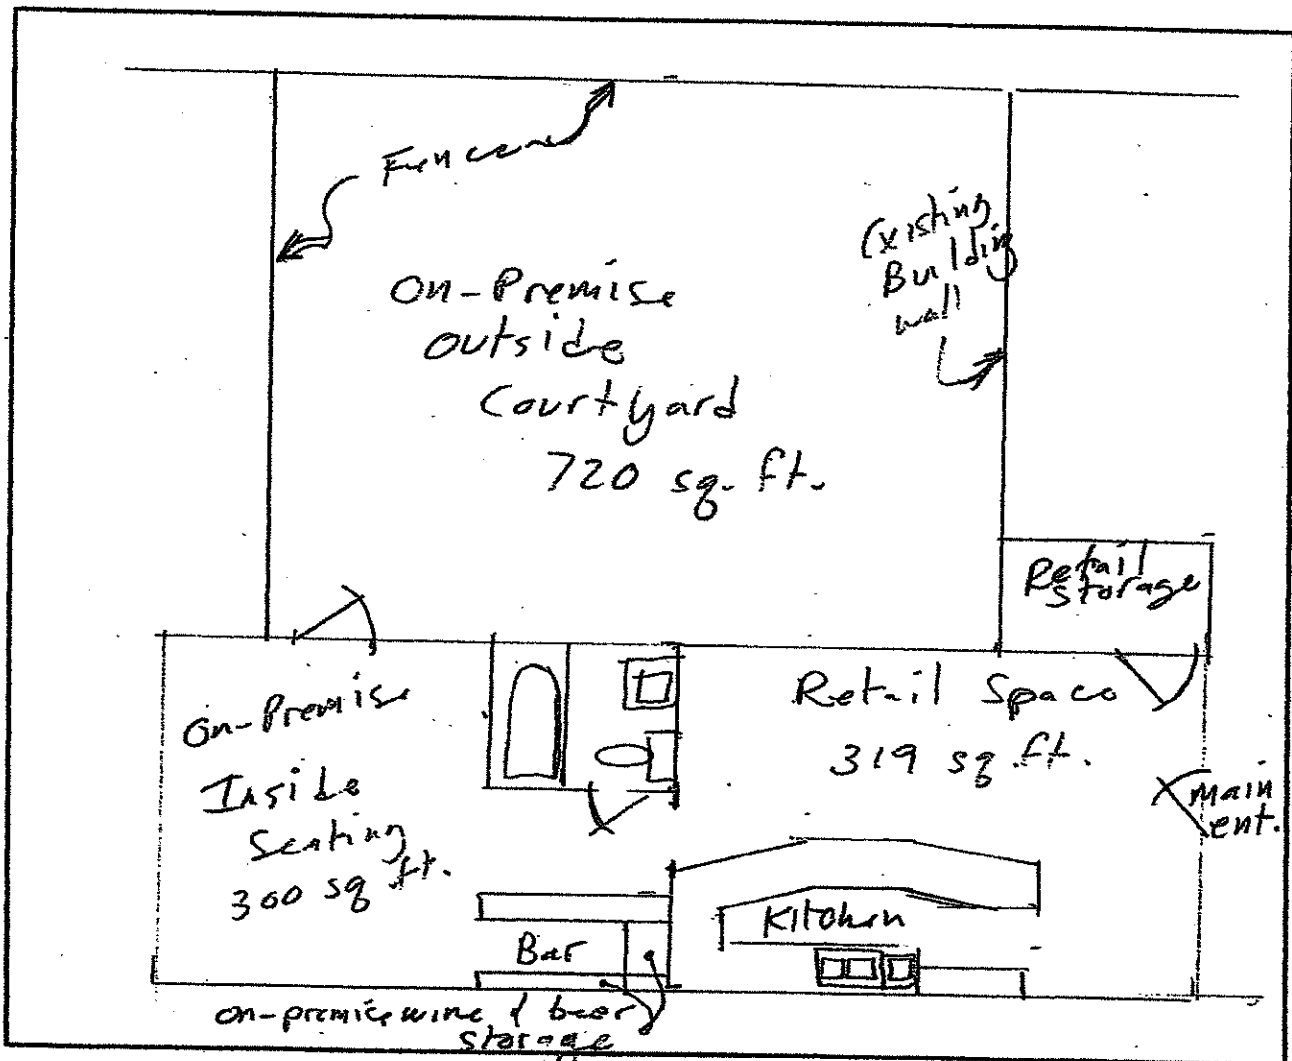 Fence
Existing
Building
wall
On-Premise
outside
Courtyard
720 sq. ft.
Retail
Storage
On-Premise
Inside
Seating
300 sq ft.
Retail Space
319 sq. ft.
main
ent.
Kitchen
Bar
on-premise wine & beer
storage